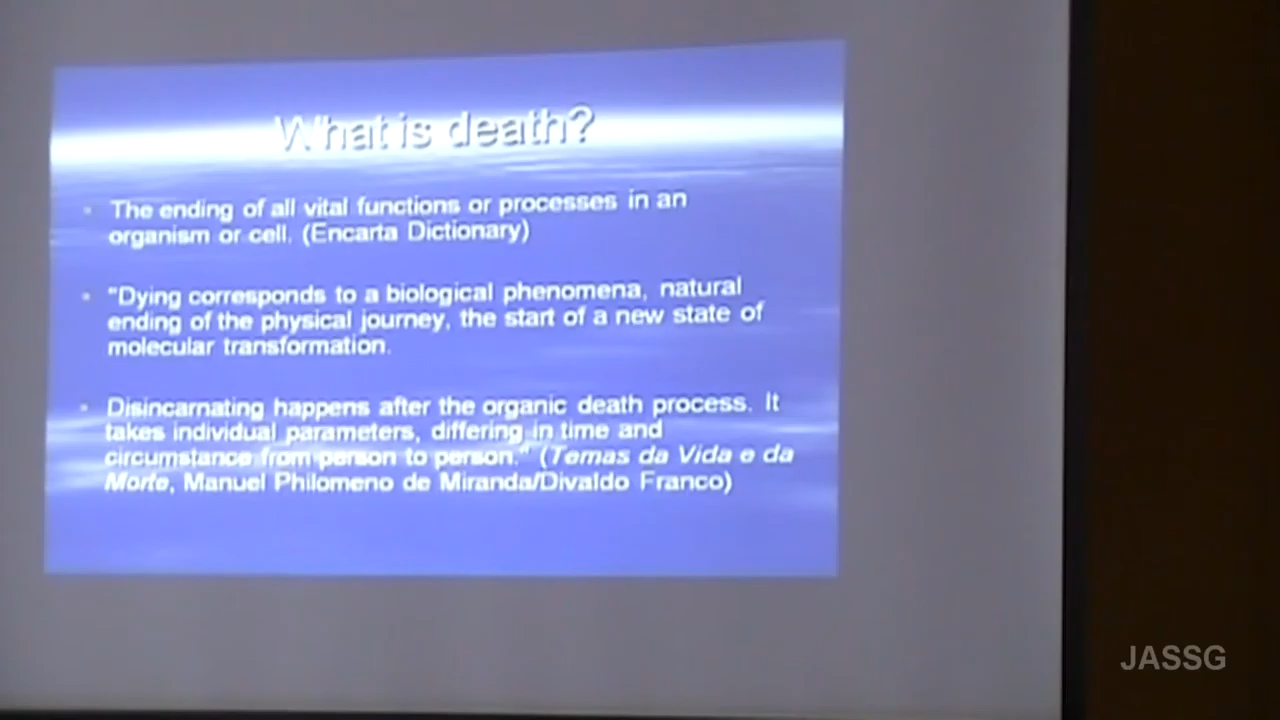 What is death?
The ending of all vital functions or processes in an
organism or cell. (Encarta Dictionary)
"Dying corresponds to a biological phenomena, natural
ending of the physical journey, the start of a new state of
molecular transformation.
Disincarnating happens after the organic death process. It
takes individual parameters, differing in time and
circumstance from person to person." (Temas da Vida e da
Morte, Manuel Philomeno de Miranda/Divaldo Franco)
JASSG